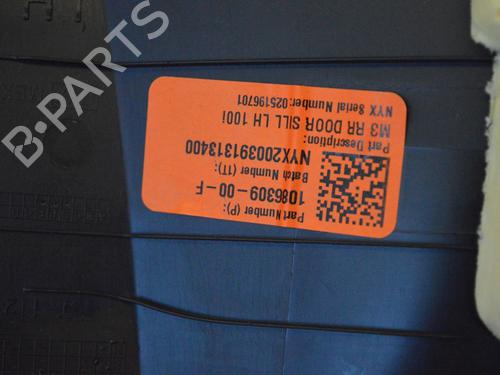 Part Number (P):
1086309-00-F
Batch Number (1T):
NYX200391313400
Part Description:
M3 RR DOOR SILL LH 100i
NYX Serial Number:025196701